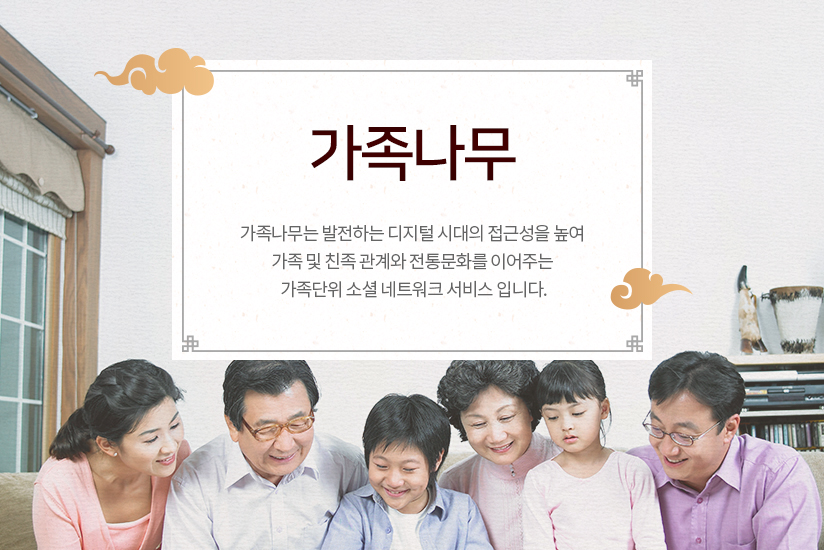 가족나무
가족나무는 발전하는 디지털 시대의 접근성을 높여
가족 및 친족 관계와 전통문화를 이어주는
가족단위 소셜 네트워크 서비스 입니다.